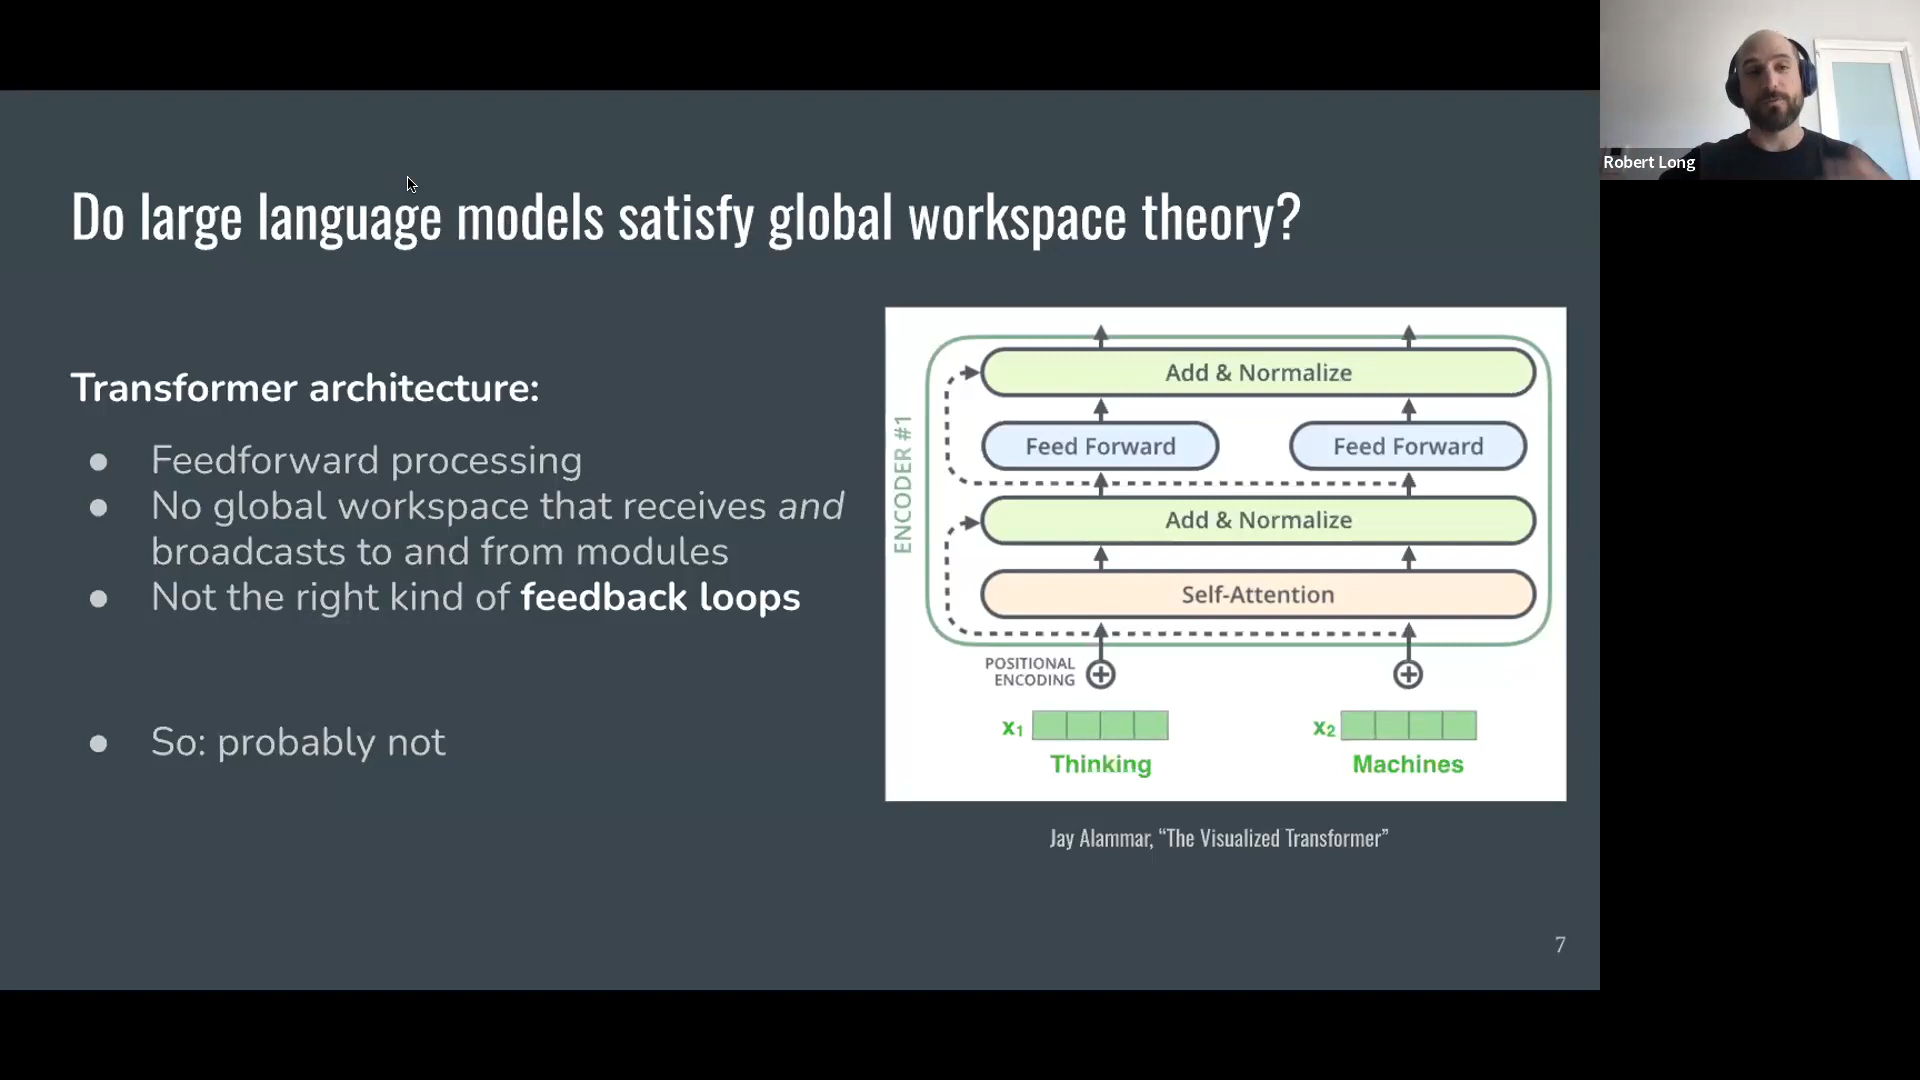 Robert Long
Do large language models satisfy global workspace theory?
Transformer architecture:
● Feedforward processing
● No global workspace that receives and
broadcasts to and from modules
● Not the right kind of feedback loops
● So: probably not
ENCODER #1
Add & Normalize
Feed Forward
Feed Forward
Add & Normalize
Self-Attention
POSITIONAL
ENCODING
x₁
x₂
Thinking
Machines
Jay Alammar, “The Visualized Transformer”
7